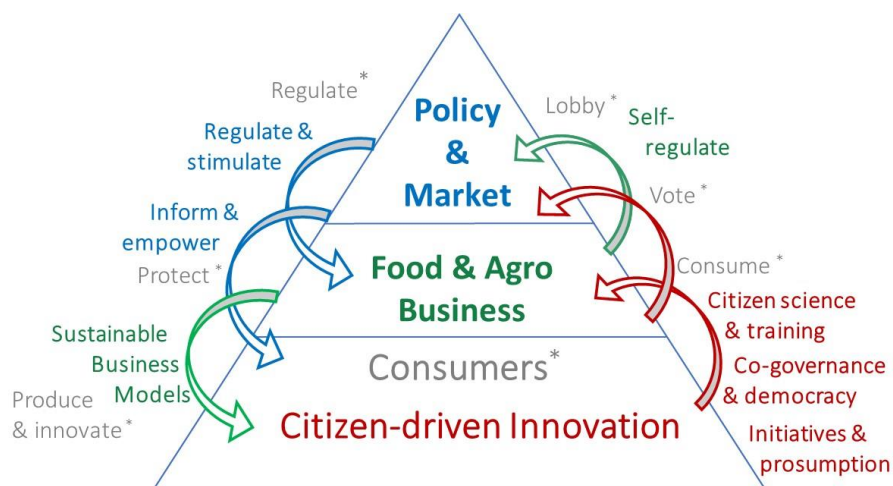 Regulate *
Regulate &
stimulate
Inform &
empower
Protect *
Sustainable
Business
Models
Produce
& innovate *
Policy
&
Market
Food & Agro
Business
Consumers*
Citizen-driven Innovation
Lobby *
Self-
regulate
Vote *
Consume *
Citizen science
& training
Co-governance
& democracy
Initiatives &
prosumption